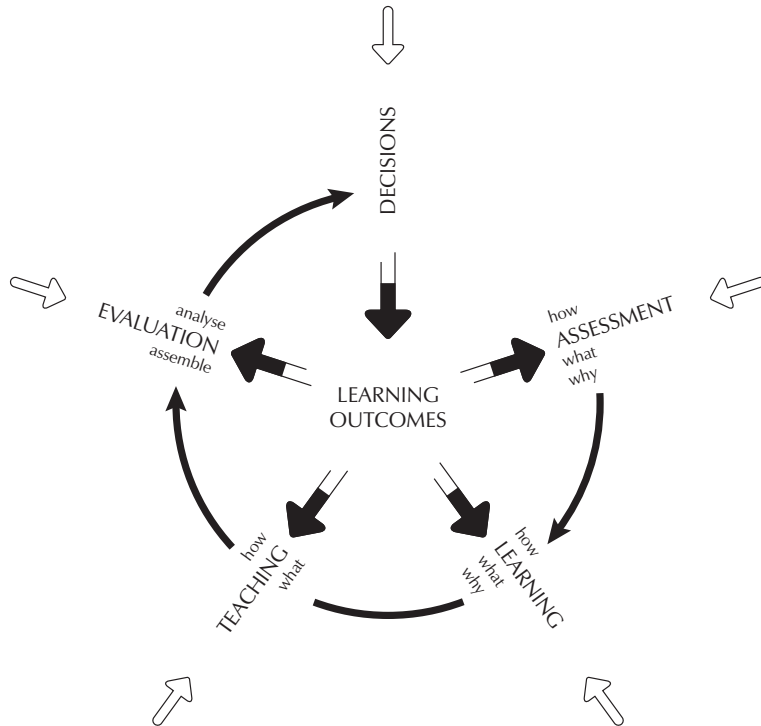 DECISIONS
how
ASSESSMENT
what
why
how
LEARNING
what
why
how
TEACHING
what
analyse
EVALUATION
assemble
LEARNING
OUTCOMES